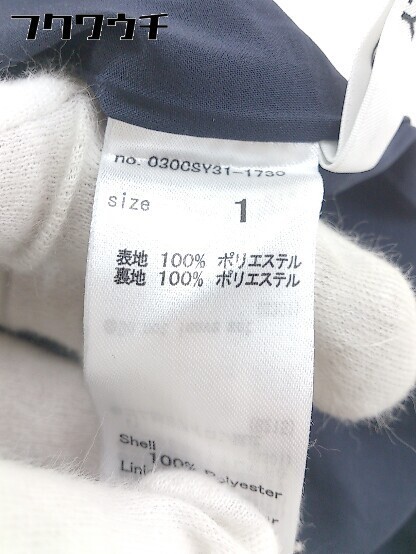 フクワウチ
no. 030CSY31-1730
size 1
表地 100% ポリエステル
裏地 100% ポリエステル
Shell
100% Polyester